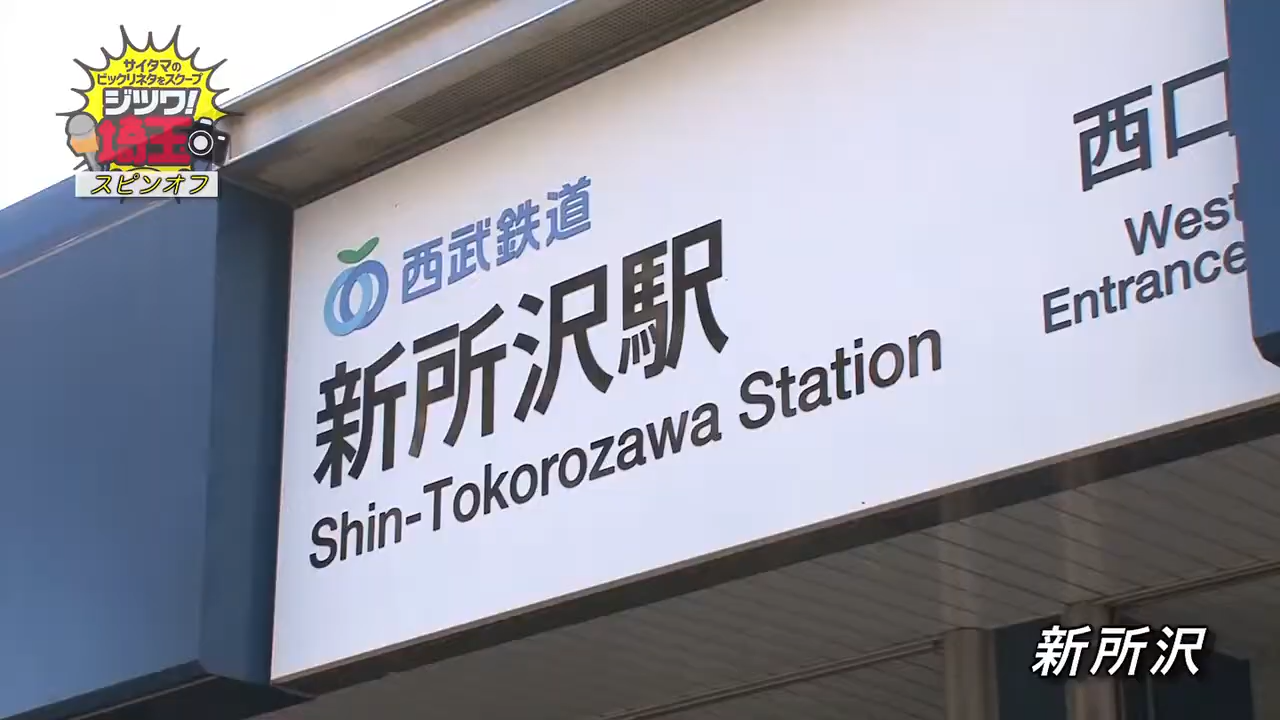 サイタマの
ビックリネタをスクープ
ジツワ!
埼玉
スピンオフ
西武鉄道
新所沢駅
Shin-Tokorozawa Station
西口
West
Entrance
新所沢